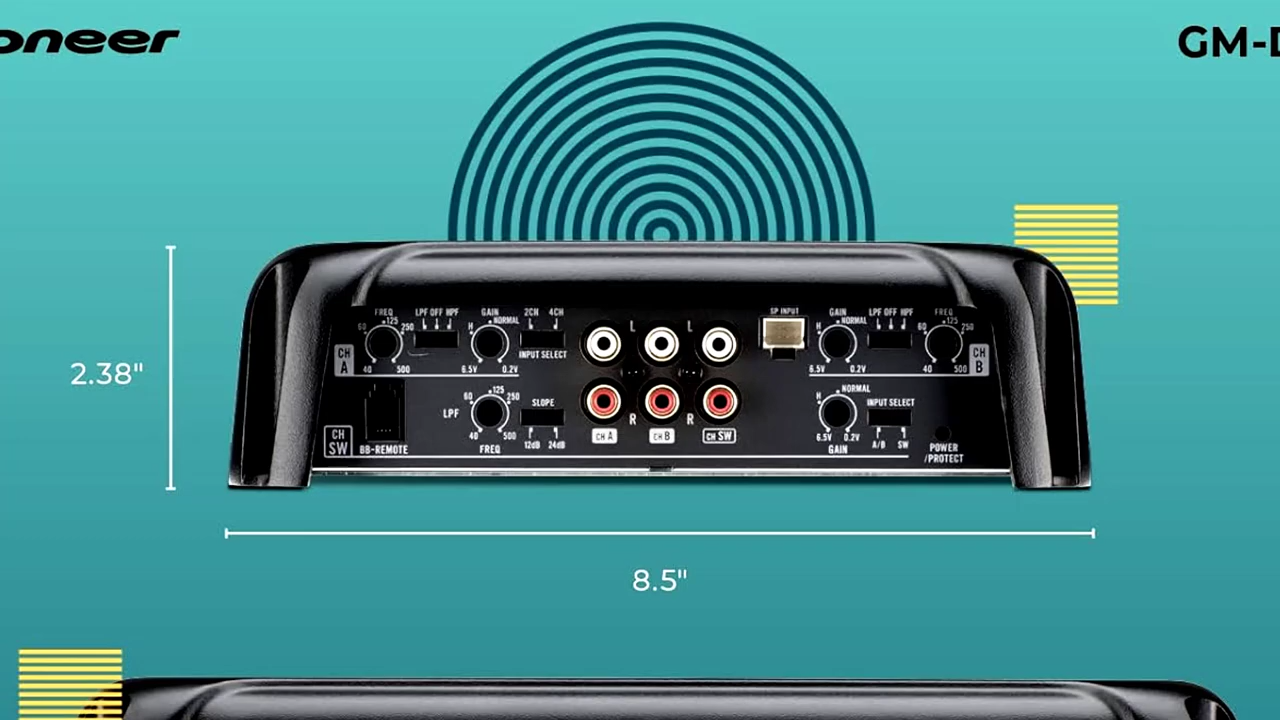 oneer
GM-D
FREQ
60
125
250
40
500
LPF OFF HPF
GAIN
H
NORMAL
6.5V
0.2V
2CH
4CH
INPUT SELECT
CH
A
L
L
SP INPUT
GAIN
H
NORMAL
6.5V
0.2V
LPF OFF HPF
FREQ
60
125
250
40
500
CH
B
2.38"
CH
SW
BB-REMOTE
LPF
60
125
250
40
500
FREQ
SLOPE
12dB
24dB
R
R
CH A
CH B
CH SW
NORMAL
6.5V
0.2V
GAIN
INPUT SELECT
A/B
SW
POWER
/PROTECT
8.5"